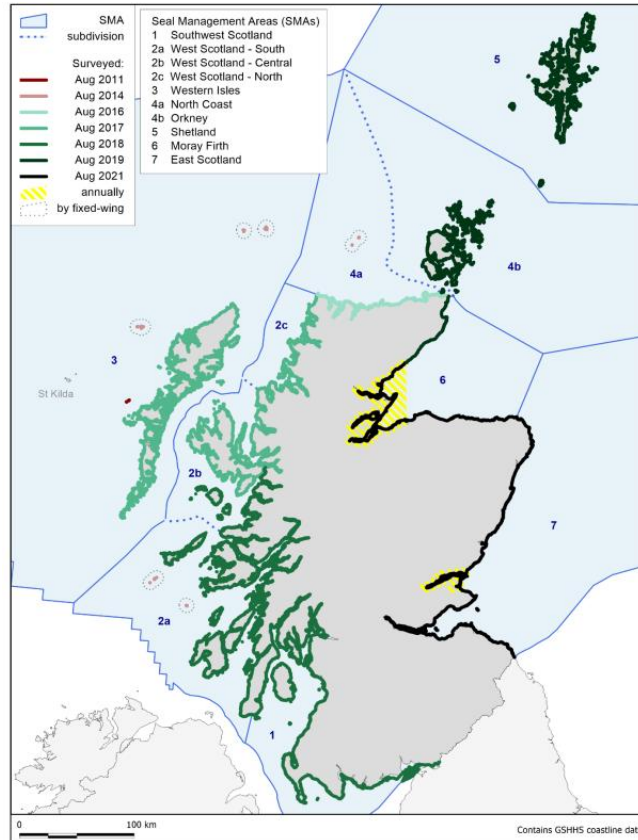 SMA
subdivision
Surveyed:
Aug 2011
Aug 2014
Aug 2016
Aug 2017
Aug 2018
Aug 2019
Aug 2021
annually
by fixed-wing
Seal Management Areas (SMAs)
1 Southwest Scotland
2a West Scotland - South
2b West Scotland - Central
2c West Scotland - North
3 Western Isles
4a North Coast
4b Orkney
5 Shetland
6 Moray Firth
7 East Scotland
5
4a
4b
2c
3
6
St Kilda
2b
7
2a
1
0 100 km
Contains GSHHS coastline data